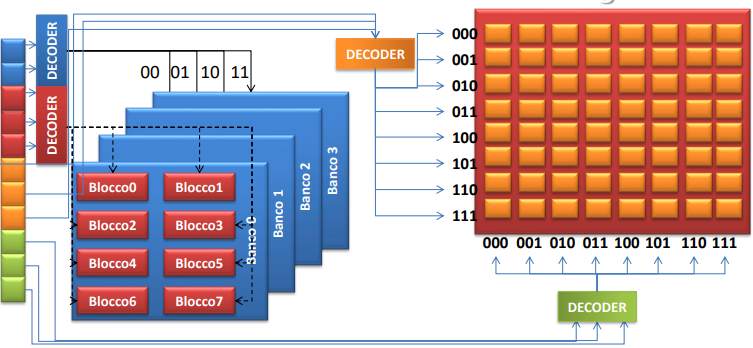 DECODER
DECODER
00 01 10 11
Banco 3
Banco 2
Banco 1
Banco 0
Blocco0 Blocco1
Blocco2 Blocco3
Blocco4 Blocco5
Blocco6 Blocco7
DECODER
000
001
010
011
100
101
110
111
000 001 010 011 100 101 110 111
DECODER